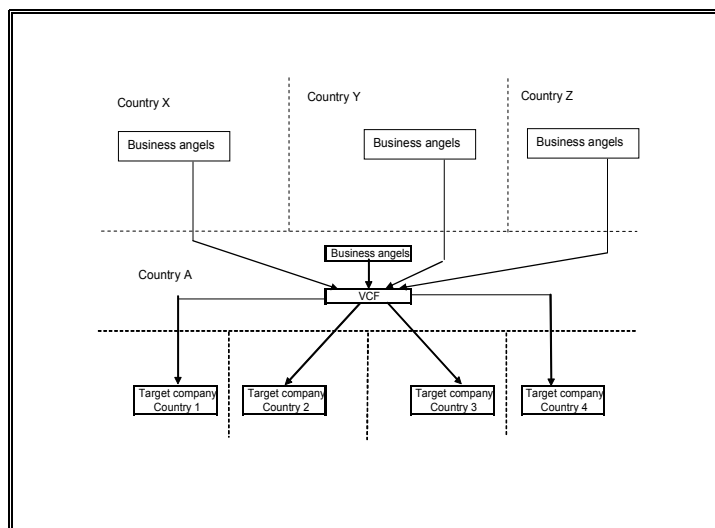 Country X
Country Y
Country Z
Business angels
Business angels
Business angels
Business angels
Country A
VCF
Target company
Country 1
Target company
Country 2
Target company
Country 3
Target company
Country 4